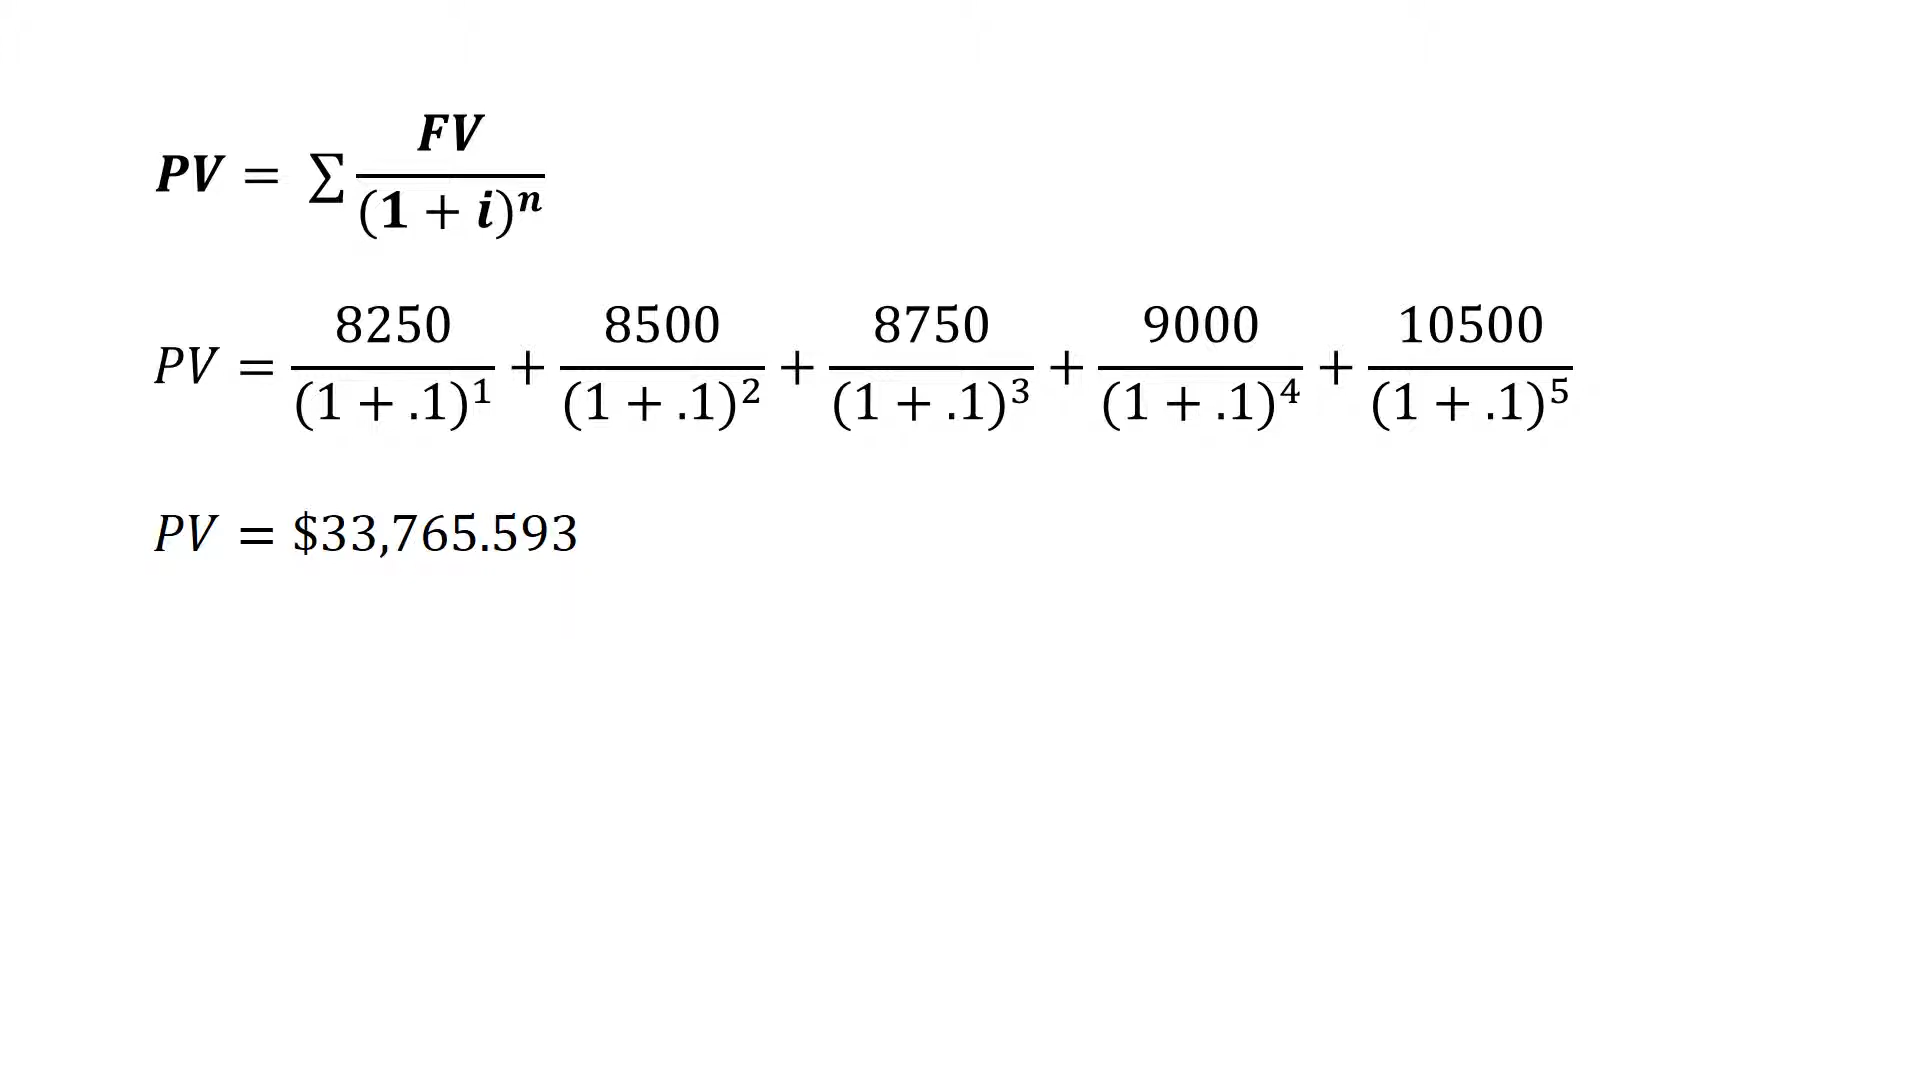 PV = ∑ FV/(1 + i)ⁿ
PV = 8250/(1 + .1)¹ + 8500/(1 + .1)² + 8750/(1 + .1)³ + 9000/(1 + .1)⁴ + 10500/(1 + .1)⁵
PV = $33,765.593